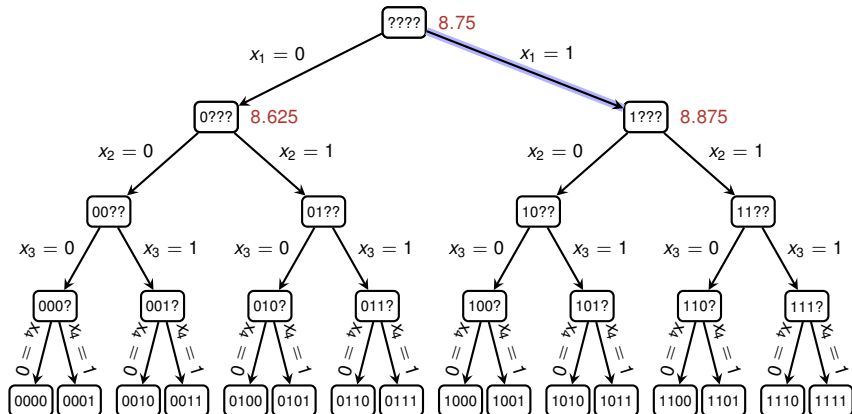 ???? 8.75
x₁ = 0 x₁ = 1
0??? 8.625 1??? 8.875
x₂ = 0 x₂ = 1 x₂ = 0 x₂ = 1
00?? 01?? 10?? 11??
x₃ = 0 x₃ = 1 x₃ = 0 x₃ = 1 x₃ = 0 x₃ = 1 x₃ = 0 x₃ = 1
000? 001? 010? 011? 100? 101? 110? 111?
x₄ = 0 x₄ = 1 x₄ = 0 x₄ = 1 x₄ = 0 x₄ = 1 x₄ = 0 x₄ = 1 x₄ = 0 x₄ = 1 x₄ = 0 x₄ = 1 x₄ = 0 x₄ = 1 x₄ = 0 x₄ = 1
0000 0001 0010 0011 0100 0101 0110 0111 1000 1001 1010 1011 1100 1101 1110 1111